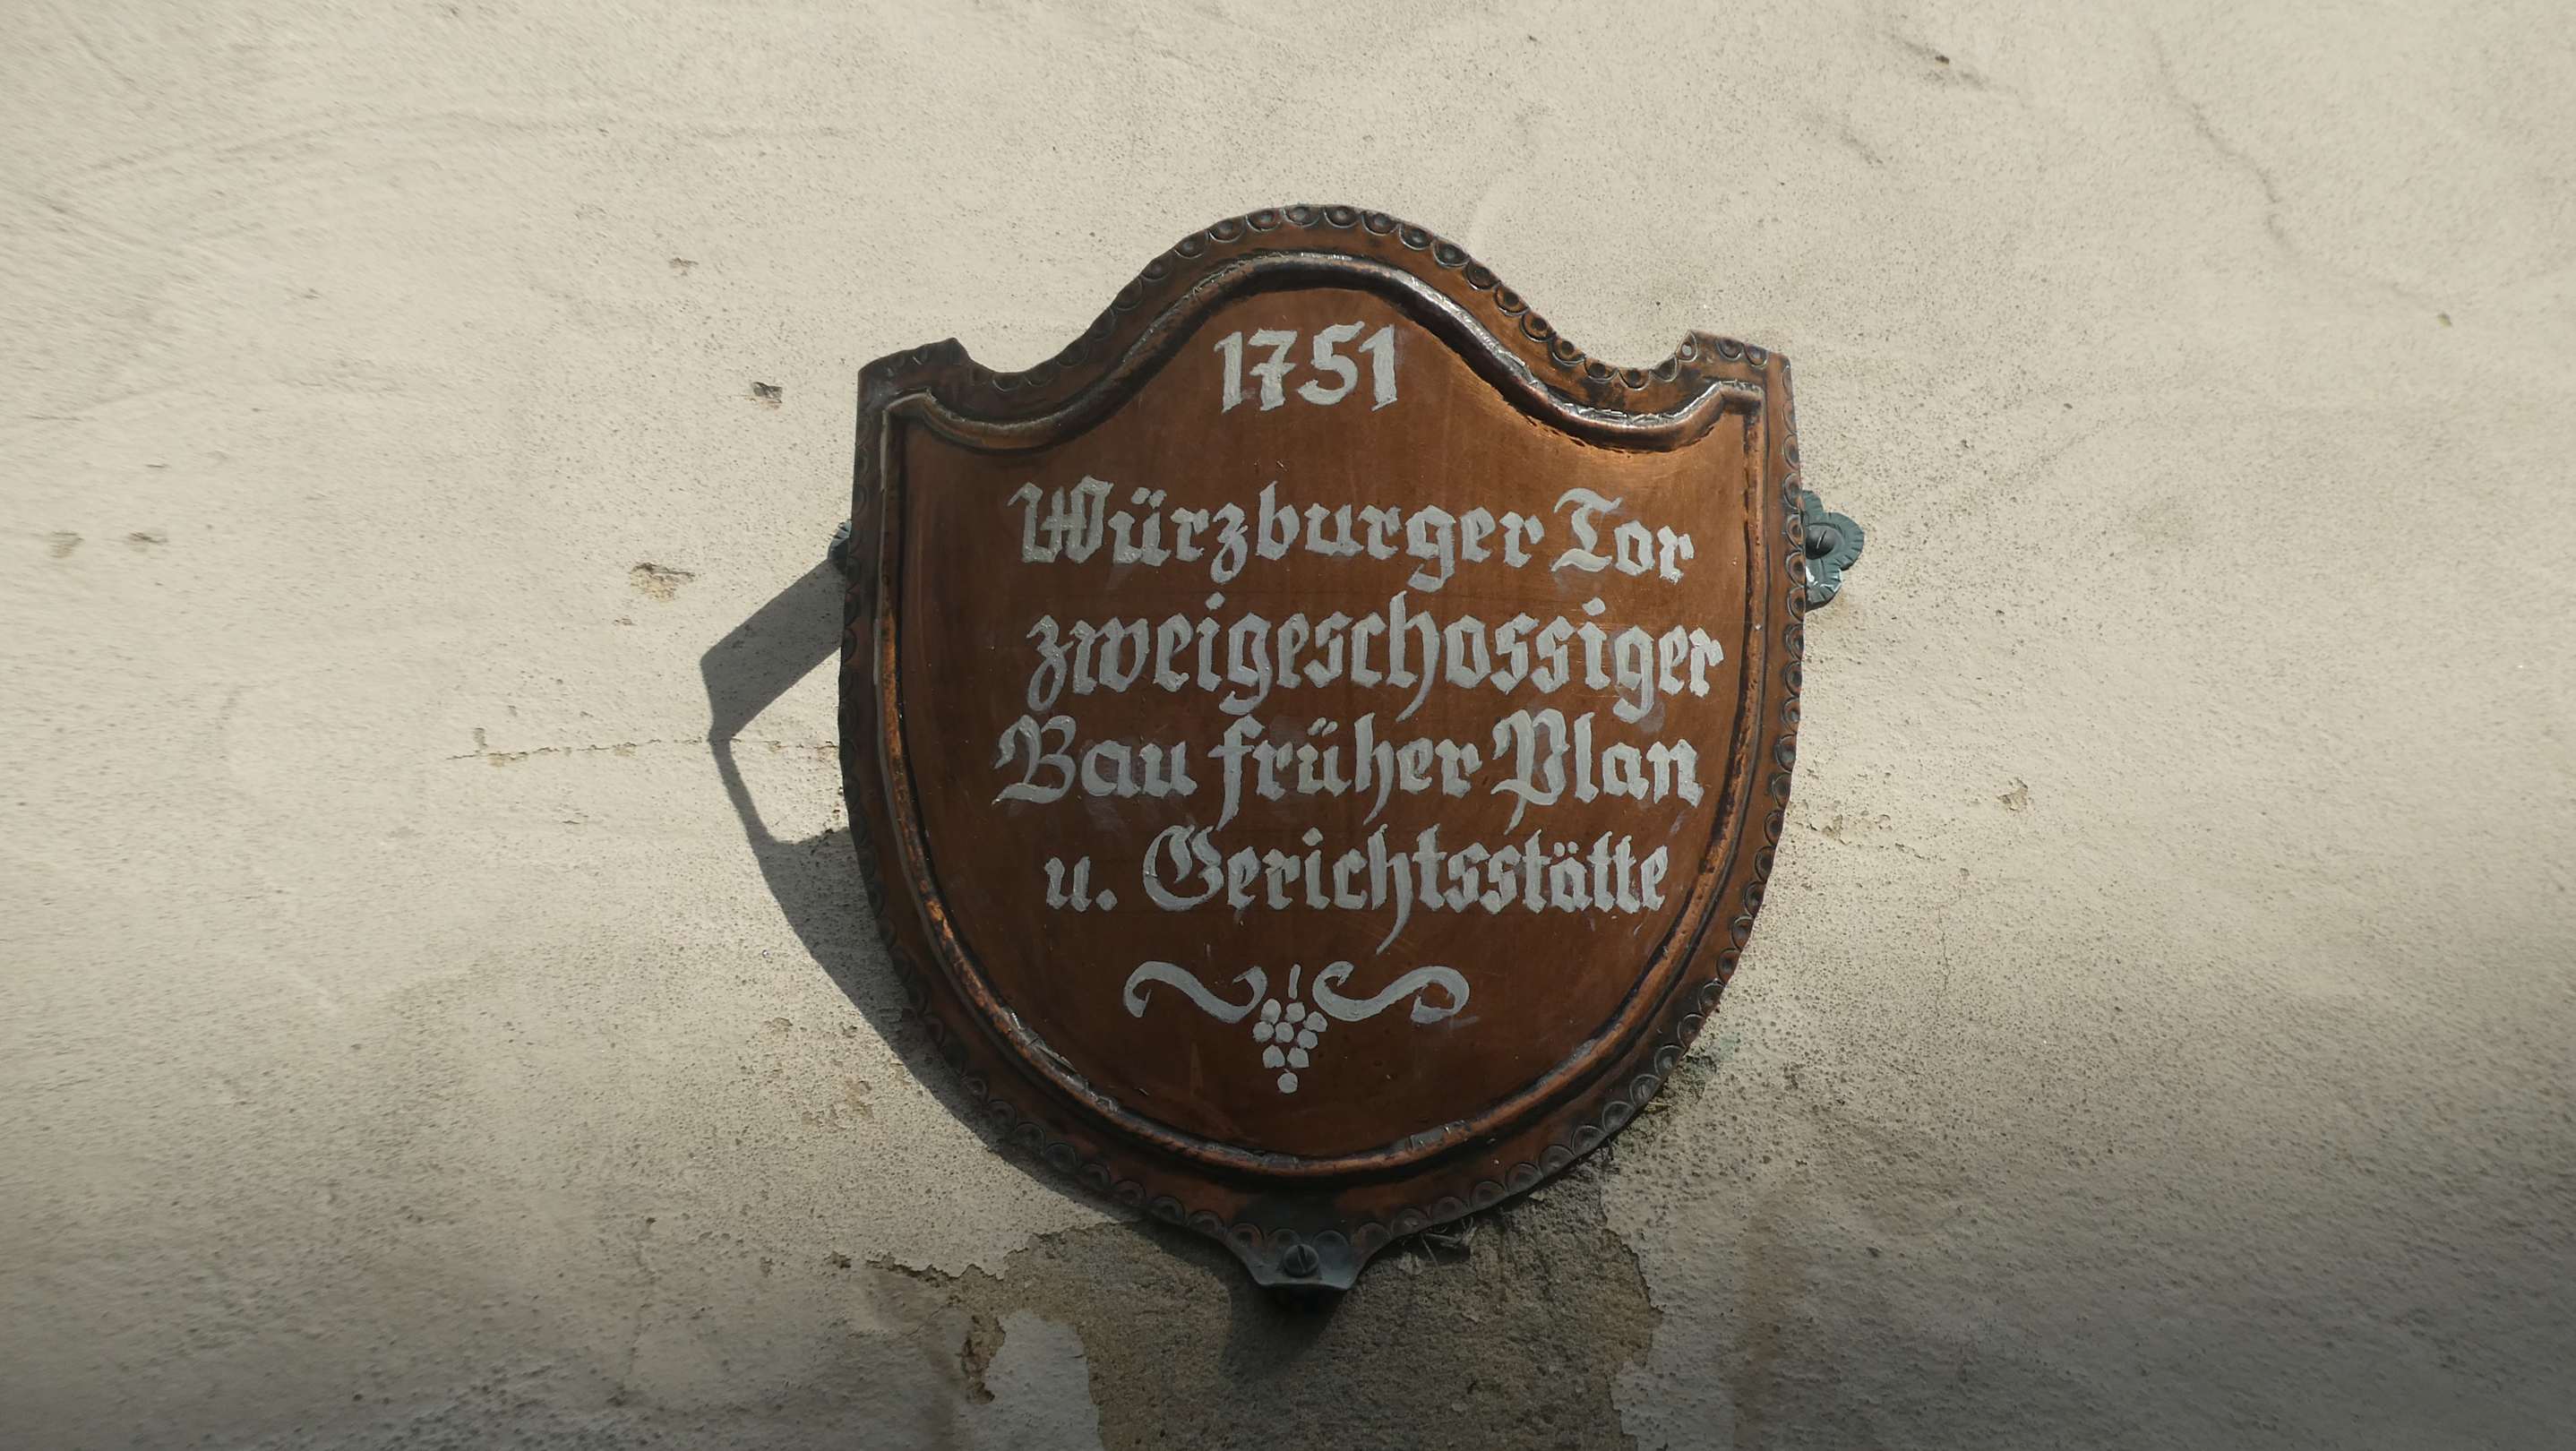 1751
Würzburger Tor
zweigeschossiger
Bau früher Plan
u. Gerichtsstätte